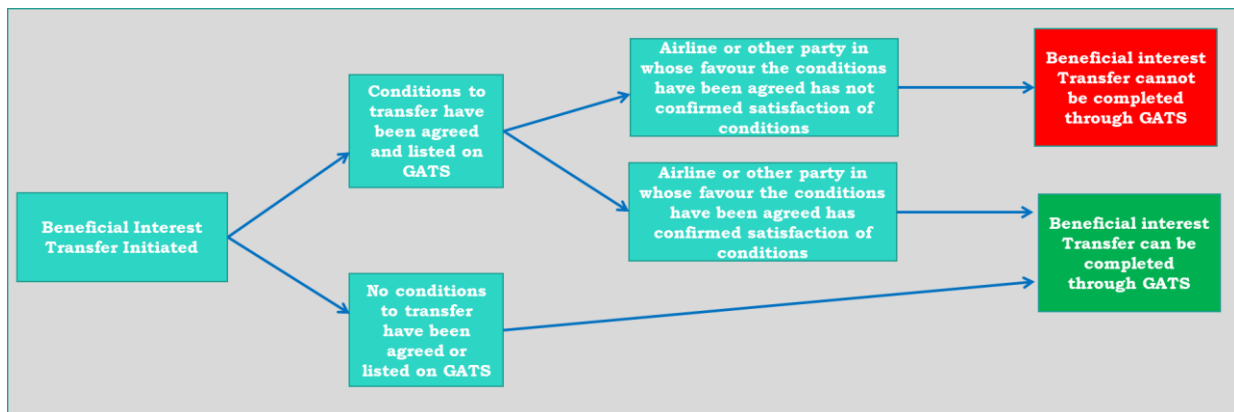 Beneficial Interest
Transfer Initiated
Conditions to
transfer have
been agreed
and listed on
GATS
No conditions
to transfer
have been
agreed or
listed on GATS
Airline or other party in
whose favour the conditions
have been agreed has not
confirmed satisfaction of
conditions
Airline or other party in
whose favour the conditions
have been agreed has
confirmed satisfaction of
conditions
Beneficial interest
Transfer cannot
be completed
through GATS
Beneficial interest
Transfer can be
completed
through GATS